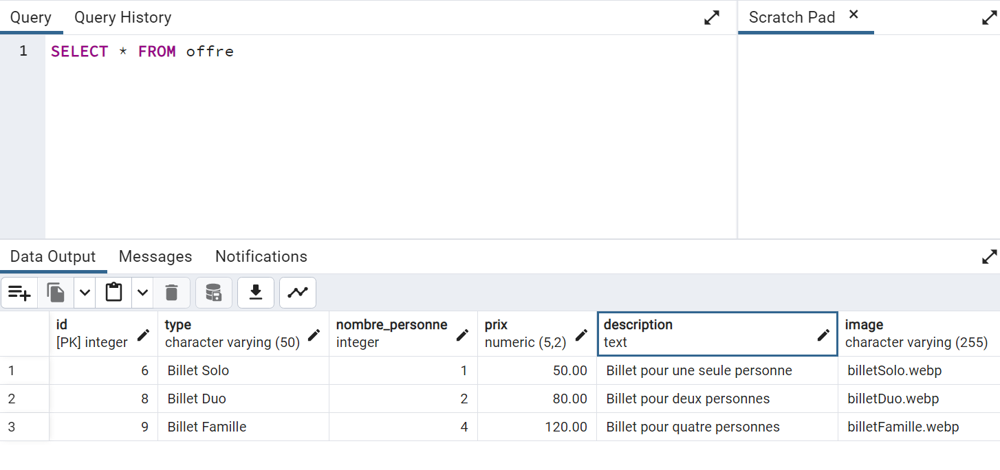 Query Query History Scratch Pad ×
1 SELECT * FROM offre
Data Output Messages Notifications
id type nombre_personne prix description image
[PK] integer character varying (50) integer numeric (5,2) text character varying (255)
1 6 Billet Solo 1 50.00 Billet pour une seule personne billetSolo.webp
2 8 Billet Duo 2 80.00 Billet pour deux personnes billetDuo.webp
3 9 Billet Famille 4 120.00 Billet pour quatre personnes billetFamille.webp